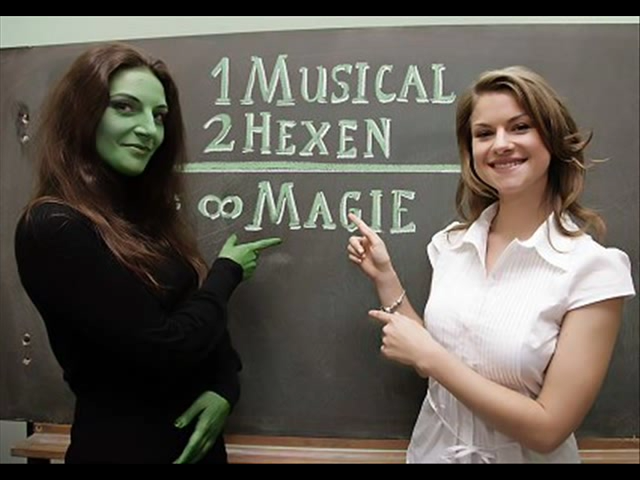 1 MUSICAL
2 HEXEN
= ∞ MAGIE